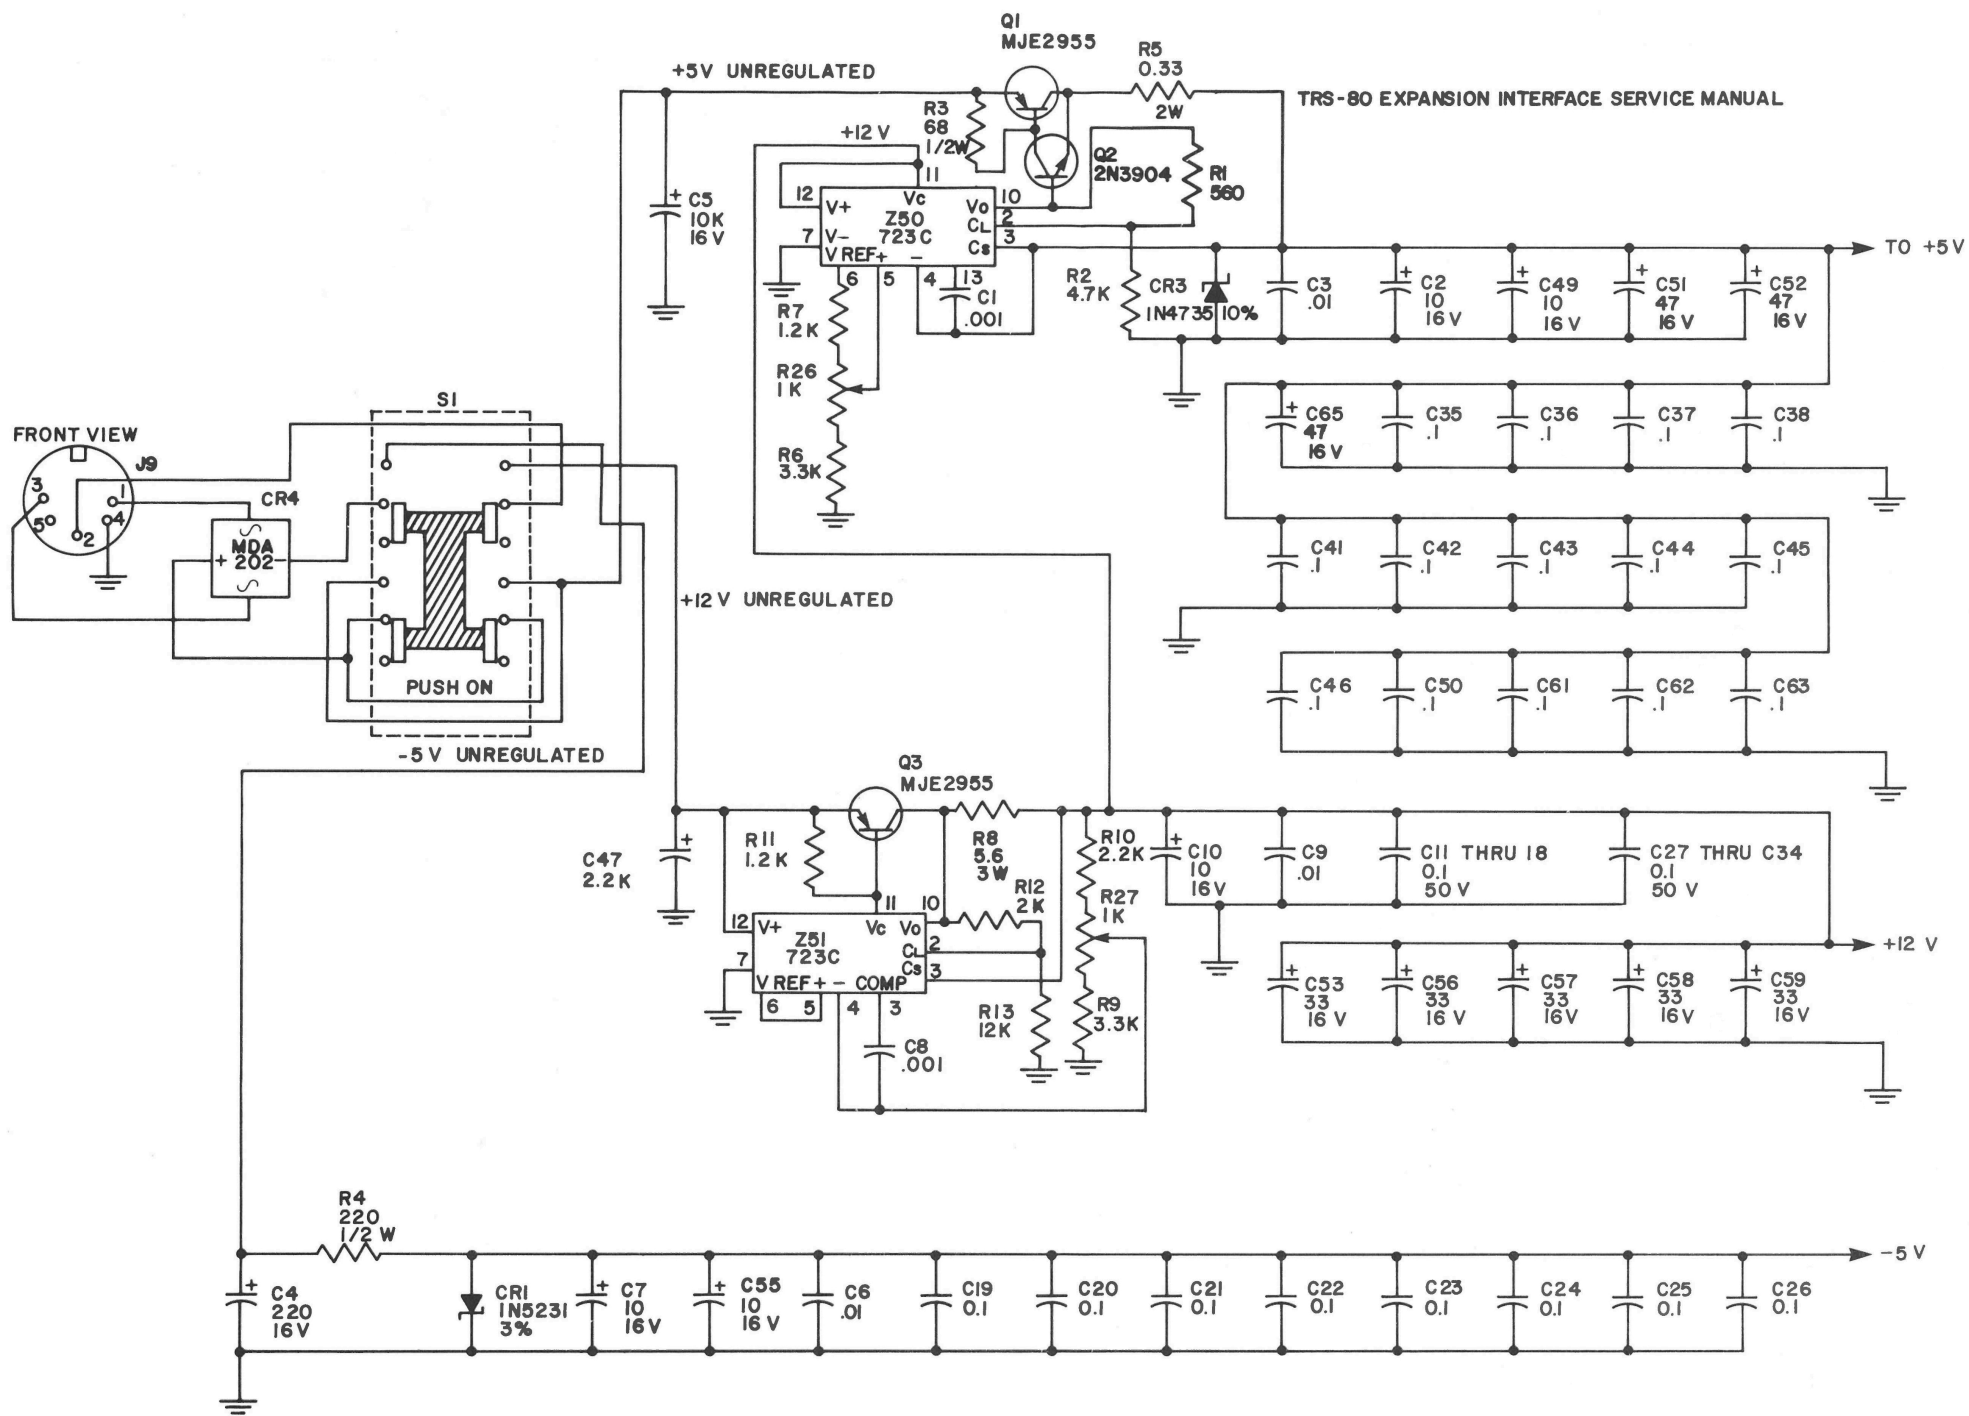 Q1
MJE2955
R5
0.33
2W
+5V UNREGULATED
TRS-80 EXPANSION INTERFACE SERVICE MANUAL
R3
68
1/2W
+12 V
11
Q2
2N3904
R1
560
12
V+
Vc
Z50
723C
Vo
10
CL
2
Cs
3
7
V-
V REF+
-
6
5
4
13
C5
+
10K
16 V
C1
.001
R7
1.2K
R26
1 K
R6
3.3K
R2
4.7K
CR3
1N4735 10%
C3
.01
+
C2
10
16 V
+
C49
10
16 V
+
C51
47
16 V
+
C52
47
16 V
TO +5V
+
C65
47
16 V
C35
.1
C36
.1
C37
.1
C38
.1
C41
.1
C42
.1
C43
.1
C44
.1
C45
.1
C46
.1
C50
.1
C61
.1
C62
.1
C63
.1
FRONT VIEW
J9
3
1
5
4
2
CR4
MDA
+ 202 -
S1
PUSH ON
+12 V UNREGULATED
-5 V UNREGULATED
Q3
MJE2955
C47
2.2K
+
R11
1.2 K
R8
5.6
3 W
R12
2K
R10
2.2K
R27
1K
R9
3.3K
R13
12K
+
C10
10
16 V
C9
.01
C11 THRU 18
0.1
50 V
C27 THRU C34
0.1
50 V
+12 V
12
V+
11
Vc
10
Vo
Z51
723C
CL
2
Cs
3
7
V REF + - COMP
6
5
4
3
C8
.001
+
C53
33
16 V
+
C56
33
16 V
+
C57
33
16V
+
C58
33
16V
+
C59
33
16V
R4
220
1/2 W
-5 V
+
C4
220
16V
CR1
1N5231
3%
+
C7
10
16V
+
C55
10
16 V
C6
.01
C19
0.1
C20
0.1
C21
0.1
C22
0.1
C23
0.1
C24
0.1
C25
0.1
C26
0.1